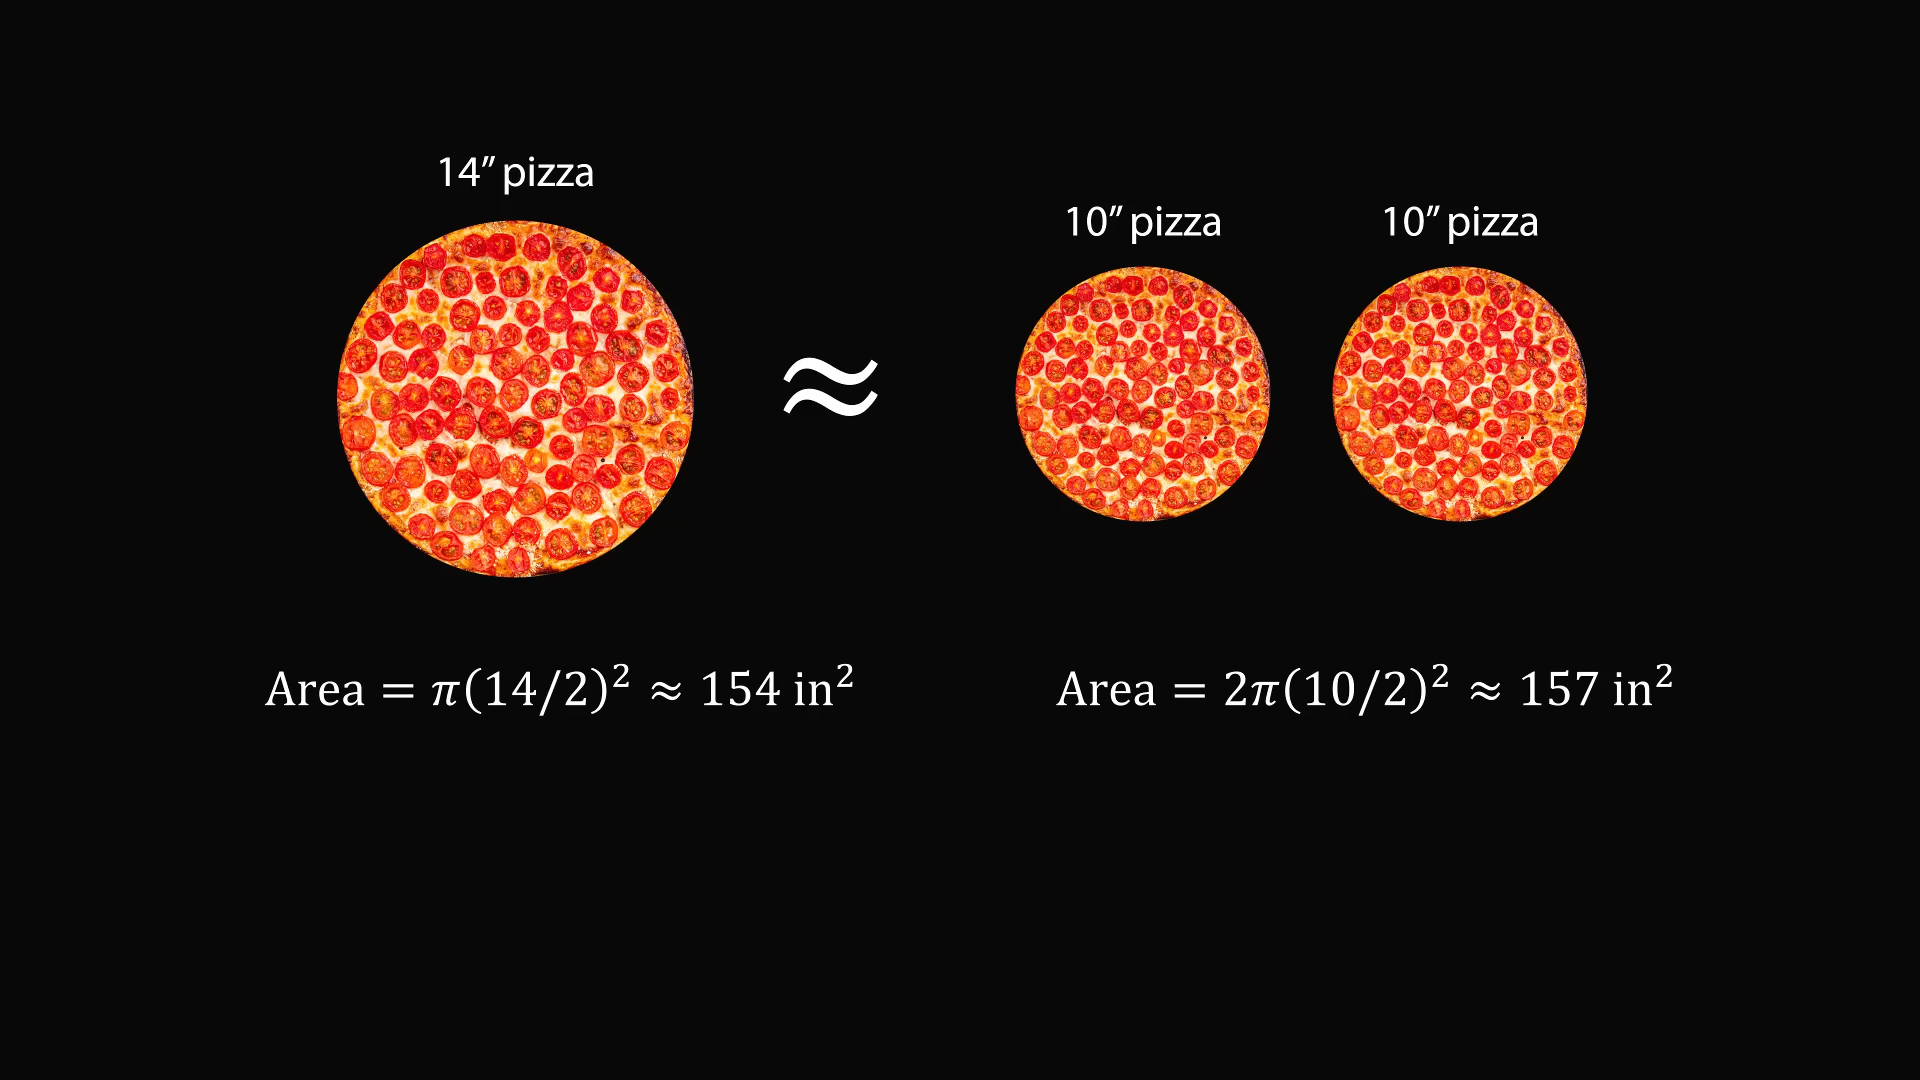 14” pizza
10” pizza
10” pizza
≈
Area = π(14/2)² ≈ 154 in²
Area = 2π(10/2)² ≈ 157 in²